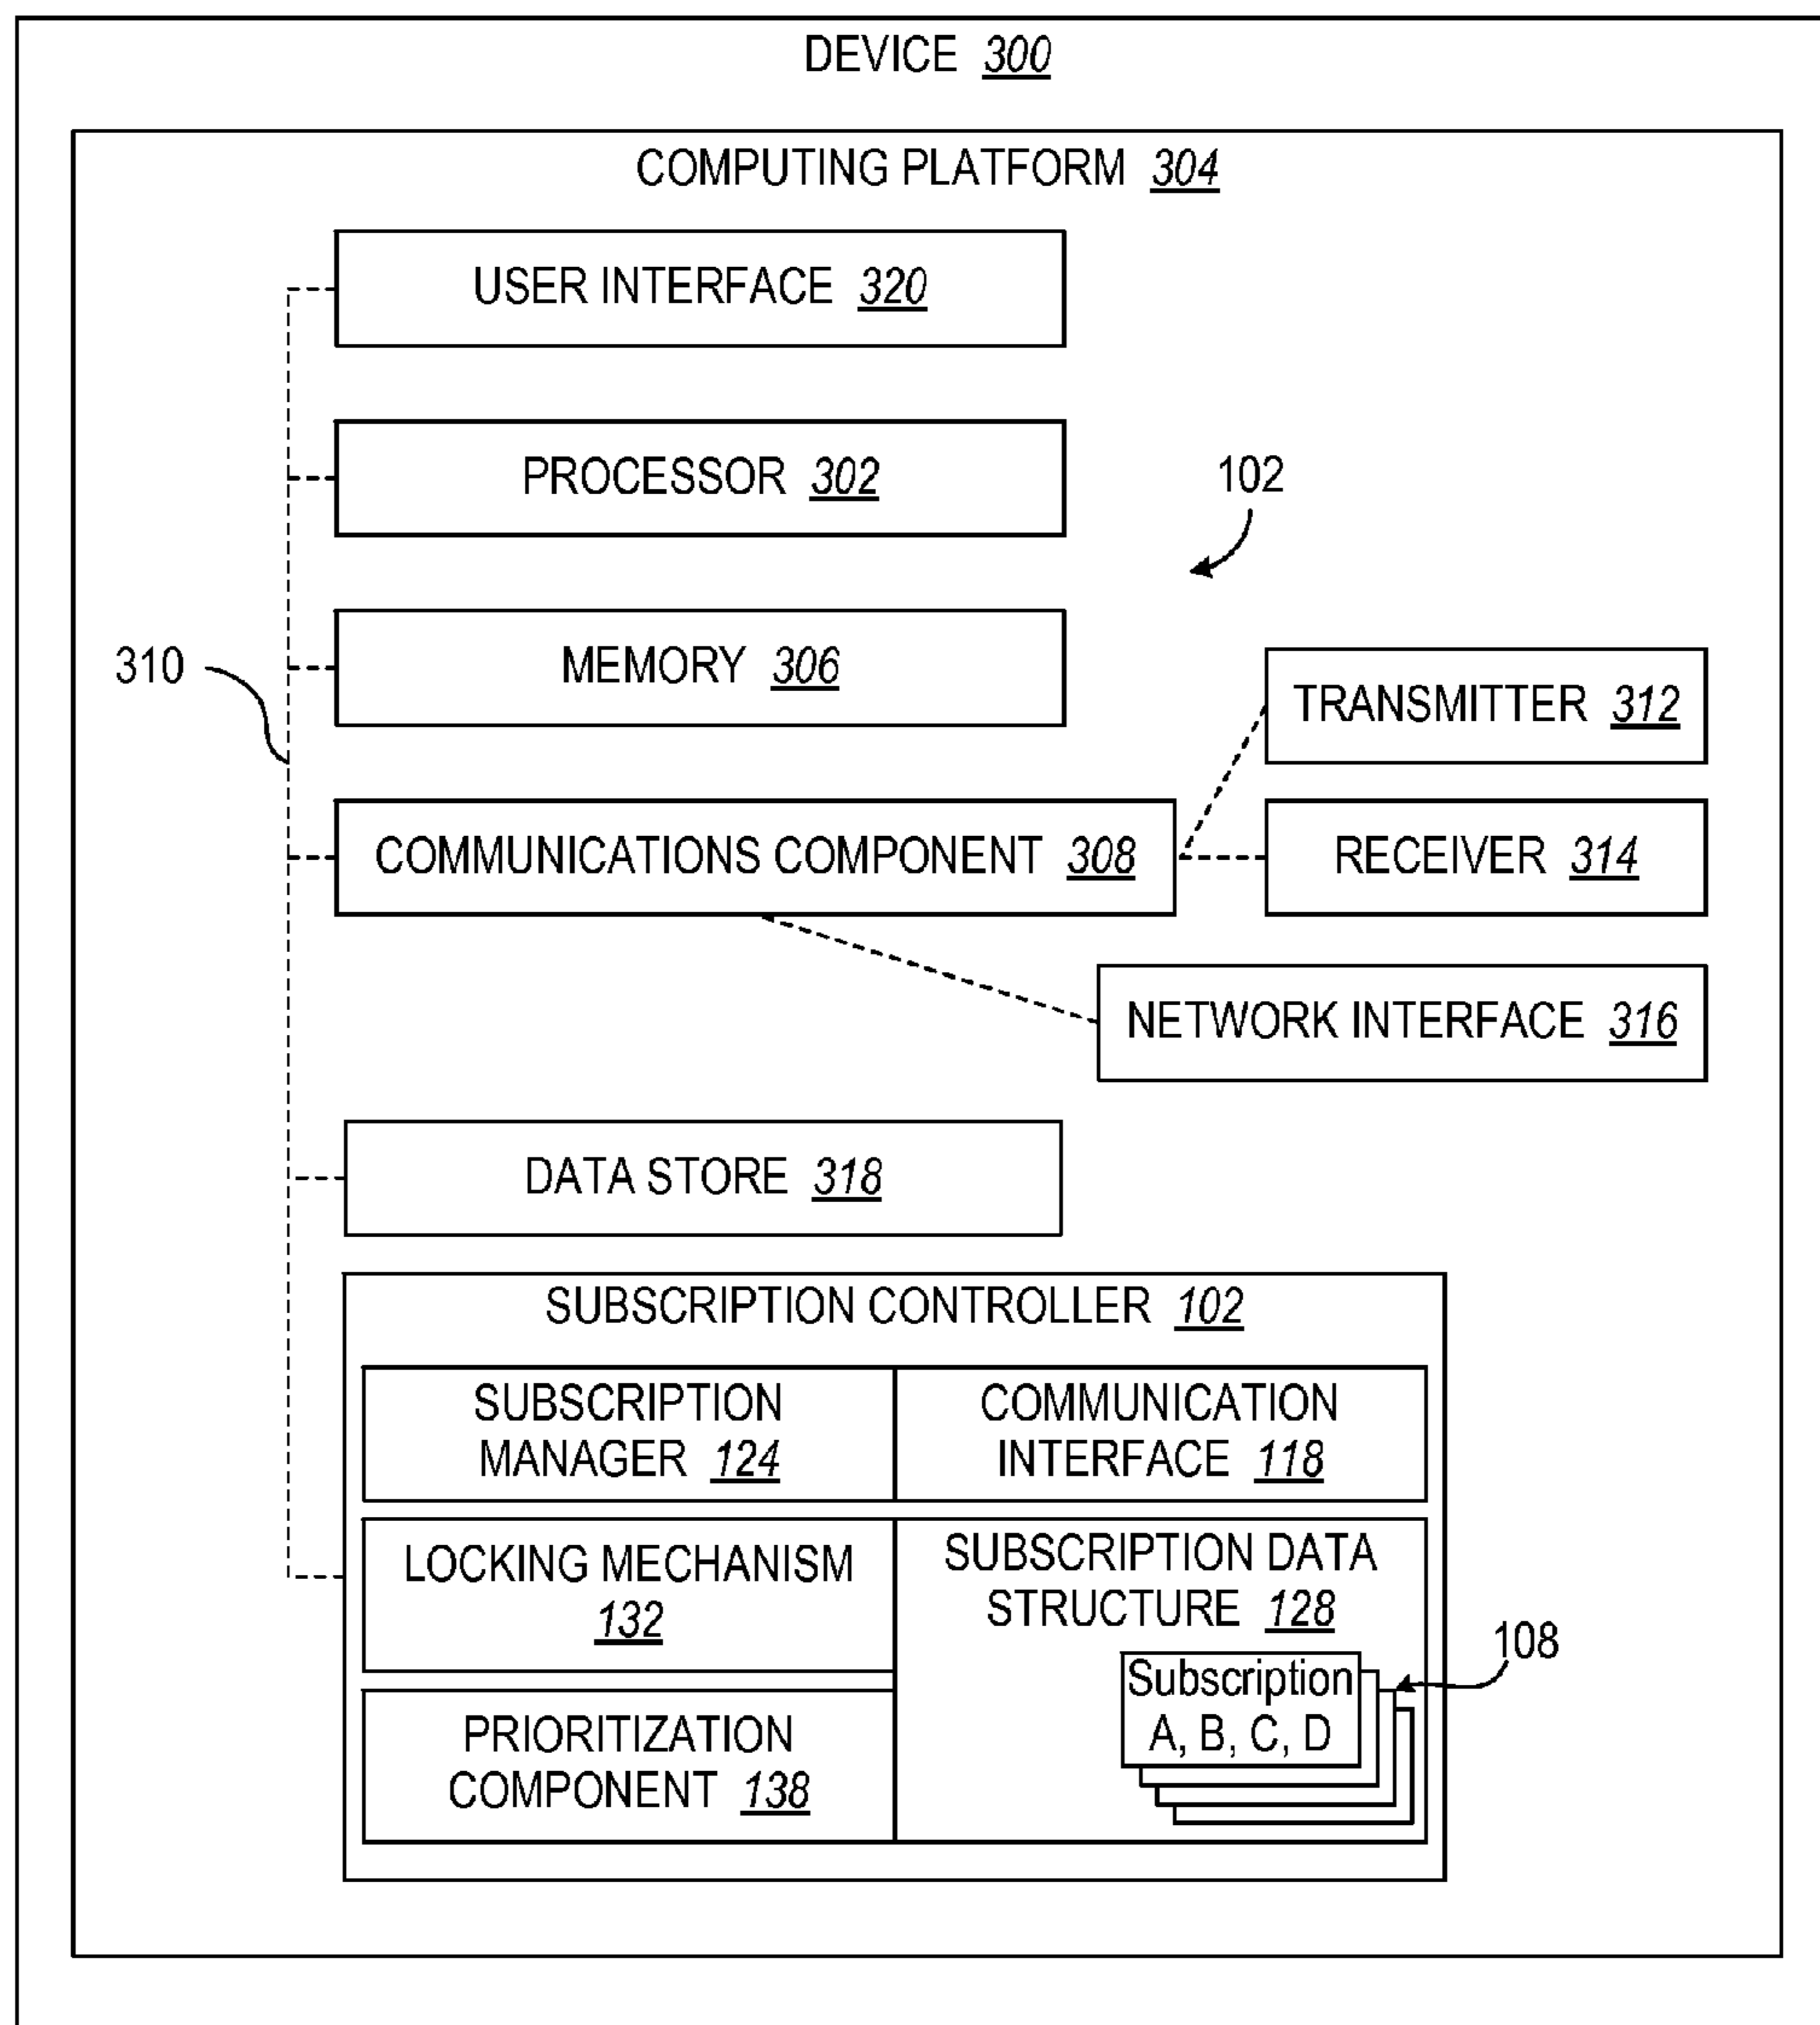 DEVICE 300
COMPUTING PLATFORM 304
USER INTERFACE 320
PROCESSOR 302
102
MEMORY 306
310
TRANSMITTER 312
COMMUNICATIONS COMPONENT 308
RECEIVER 314
NETWORK INTERFACE 316
DATA STORE 318
SUBSCRIPTION CONTROLLER 102
SUBSCRIPTION
MANAGER 124
COMMUNICATION
INTERFACE 118
LOCKING MECHANISM
132
SUBSCRIPTION DATA
STRUCTURE 128
108
Subscription
A, B, C, D
PRIORITIZATION
COMPONENT 138